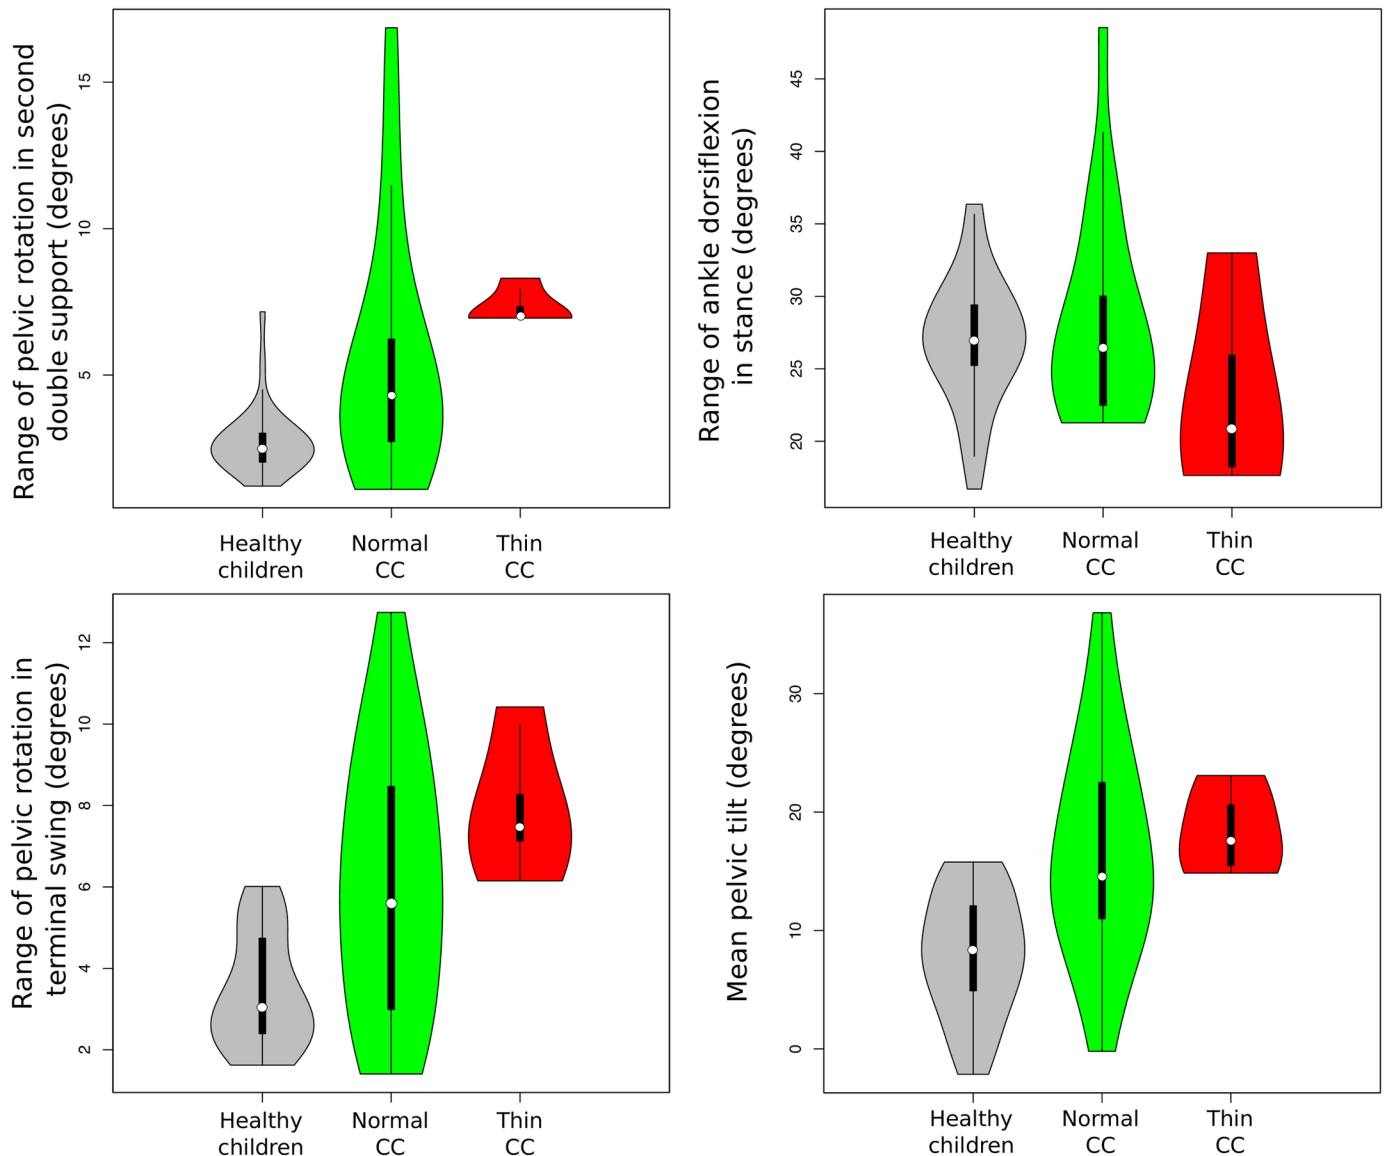 Range of pelvic rotation in second
double support (degrees)
15
10
5
Healthy
children
Normal
CC
Thin
CC
Range of ankle dorsiflexion
in stance (degrees)
45
40
35
30
25
20
Healthy
children
Normal
CC
Thin
CC
Range of pelvic rotation in
terminal swing (degrees)
12
10
8
6
4
2
Healthy
children
Normal
CC
Thin
CC
Mean pelvic tilt (degrees)
30
20
10
0
Healthy
children
Normal
CC
Thin
CC